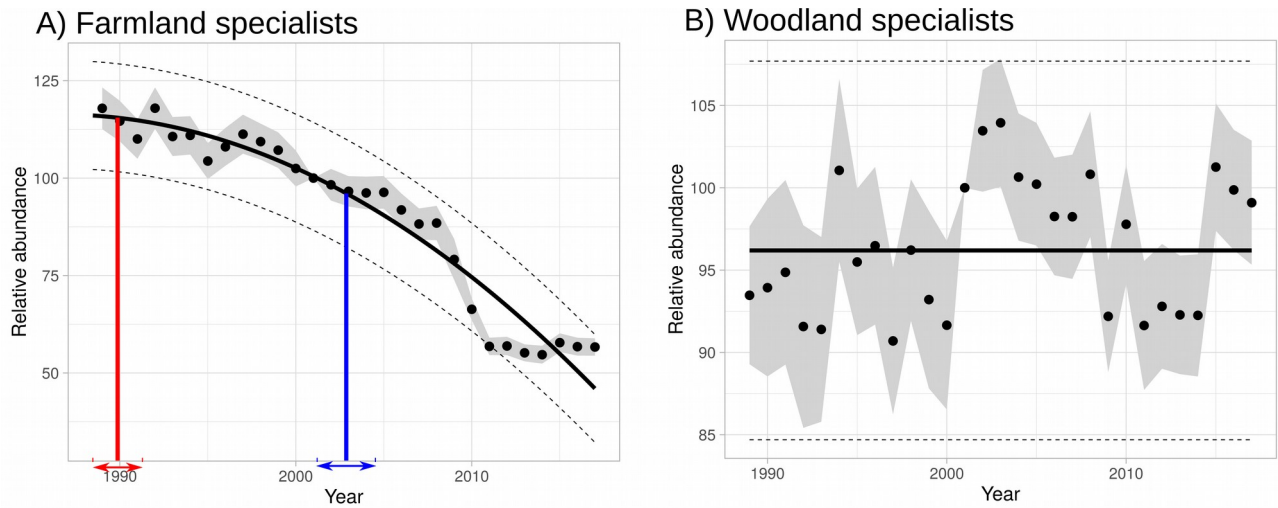 A) Farmland specialists
125
100
75
50
Relative abundance
1990
2000
2010
Year
B) Woodland specialists
105
100
95
90
85
Relative abundance
1990
2000
2010
Year